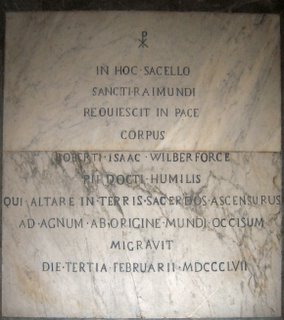 ☧
IN HOC · SACELLO
SANCTI · RAIMUNDI
REQUIESCIT IN PACE
CORPUS
ROBERTI · ISAAC · WILBERFORCE
PII · DOCTI · HUMILIS
QUI · ALTARE · IN TERRIS · SACERDOS · ASCENSURUS
AD · AGNUM · AB · ORIGINE · MUNDI · OCCISUM
MIGRAVIT
DIE · TERTIA · FEBRUARII · MDCCCLVII